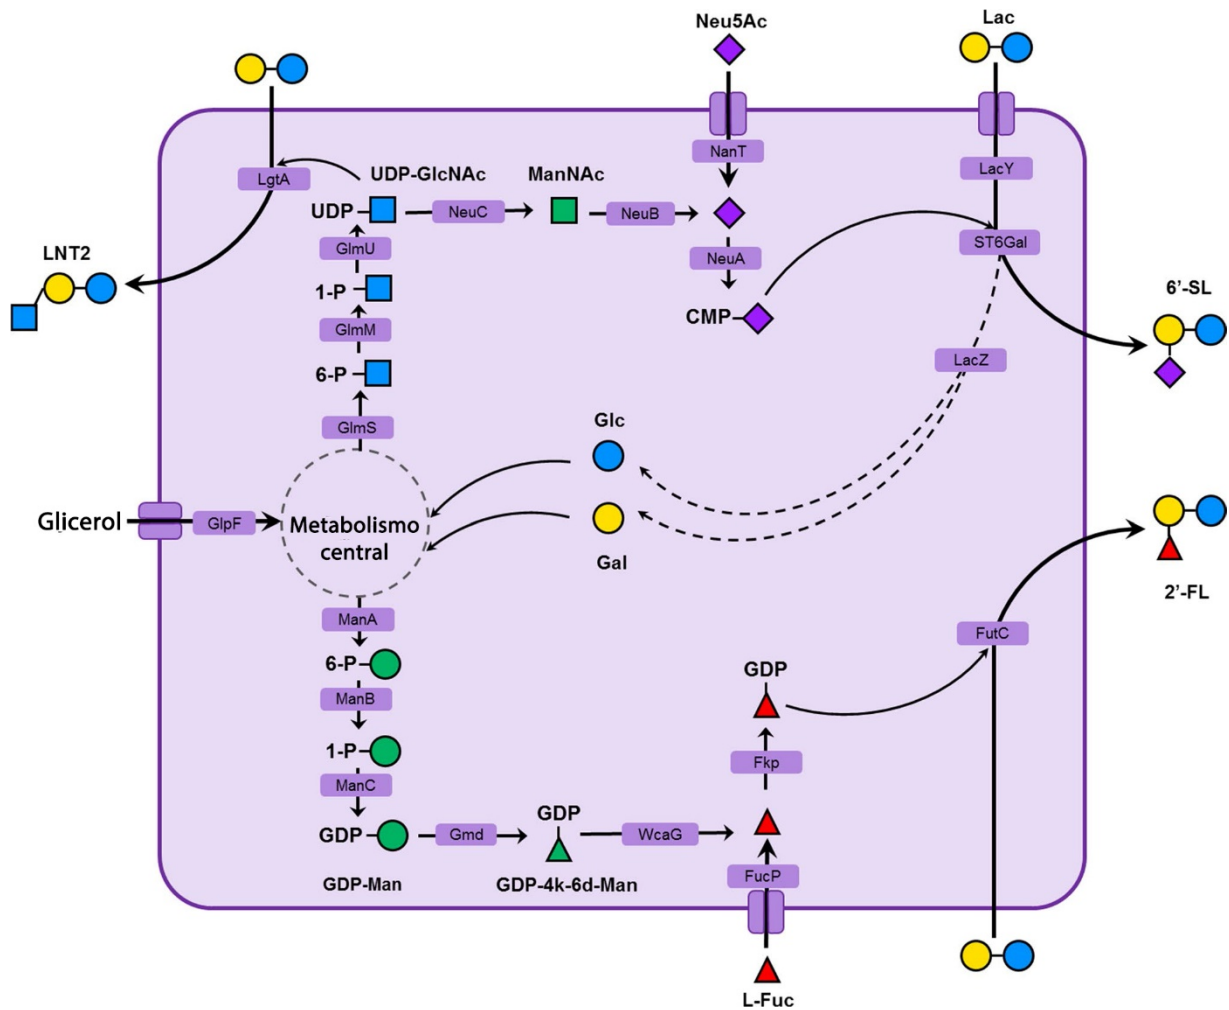 Neu5Ac
Lac
NanT
LacY
LgtA
UDP-GlcNAc
ManNAc
UDP
NeuC
NeuB
GlmU
NeuA
ST6Gal
LNT2
1-P
CMP
6'-SL
GlmM
LacZ
6-P
GlmS
Glc
Glicerol
GlpF
Metabolismo
central
Gal
2'-FL
ManA
FutC
6-P
GDP
ManB
1-P
Fkp
ManC
GDP
GDP
Gmd
WcaG
GDP-Man
GDP-4k-6d-Man
FucP
L-Fuc